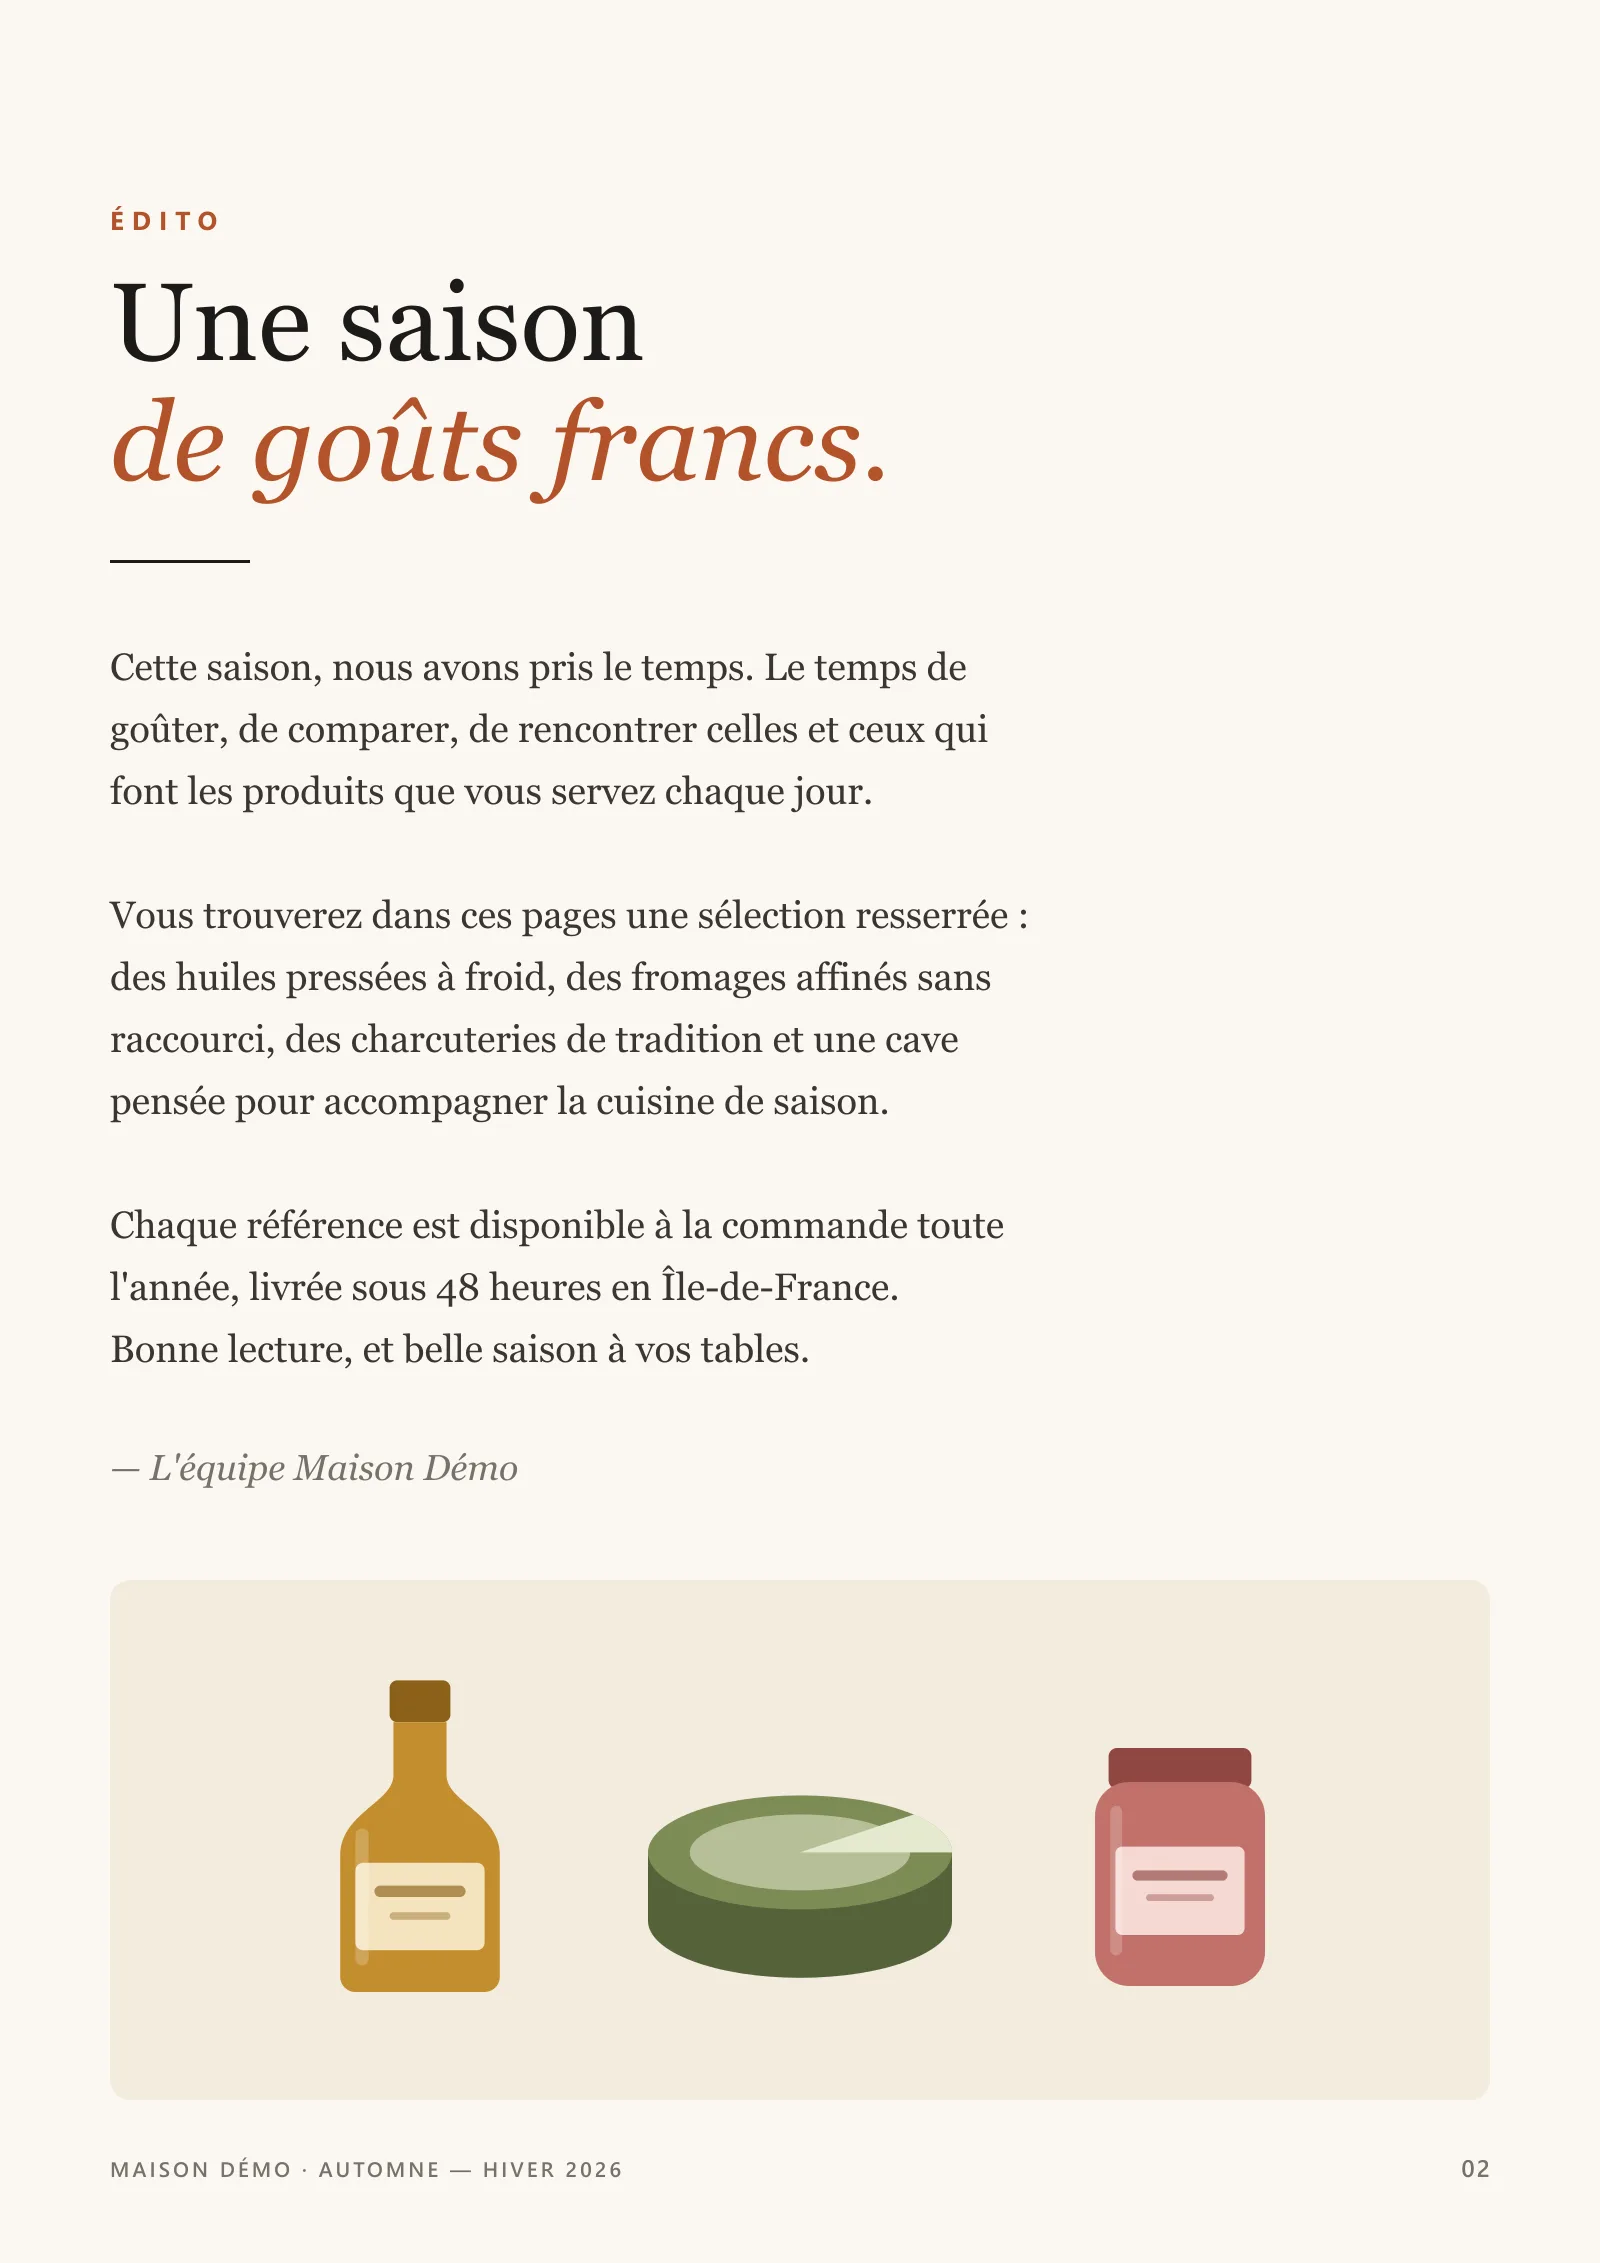 ÉDITO
Une saison
de goûts francs.
Cette saison, nous avons pris le temps. Le temps de
goûter, de comparer, de rencontrer celles et ceux qui
font les produits que vous servez chaque jour.
Vous trouverez dans ces pages une sélection resserrée :
des huiles pressées à froid, des fromages affinés sans
raccourci, des charcuteries de tradition et une cave
pensée pour accompagner la cuisine de saison.
Chaque référence est disponible à la commande toute
l'année, livrée sous 48 heures en Île-de-France.
Bonne lecture, et belle saison à vos tables.
— L'équipe Maison Démo
MAISON DÉMO · AUTOMNE — HIVER 2026
02